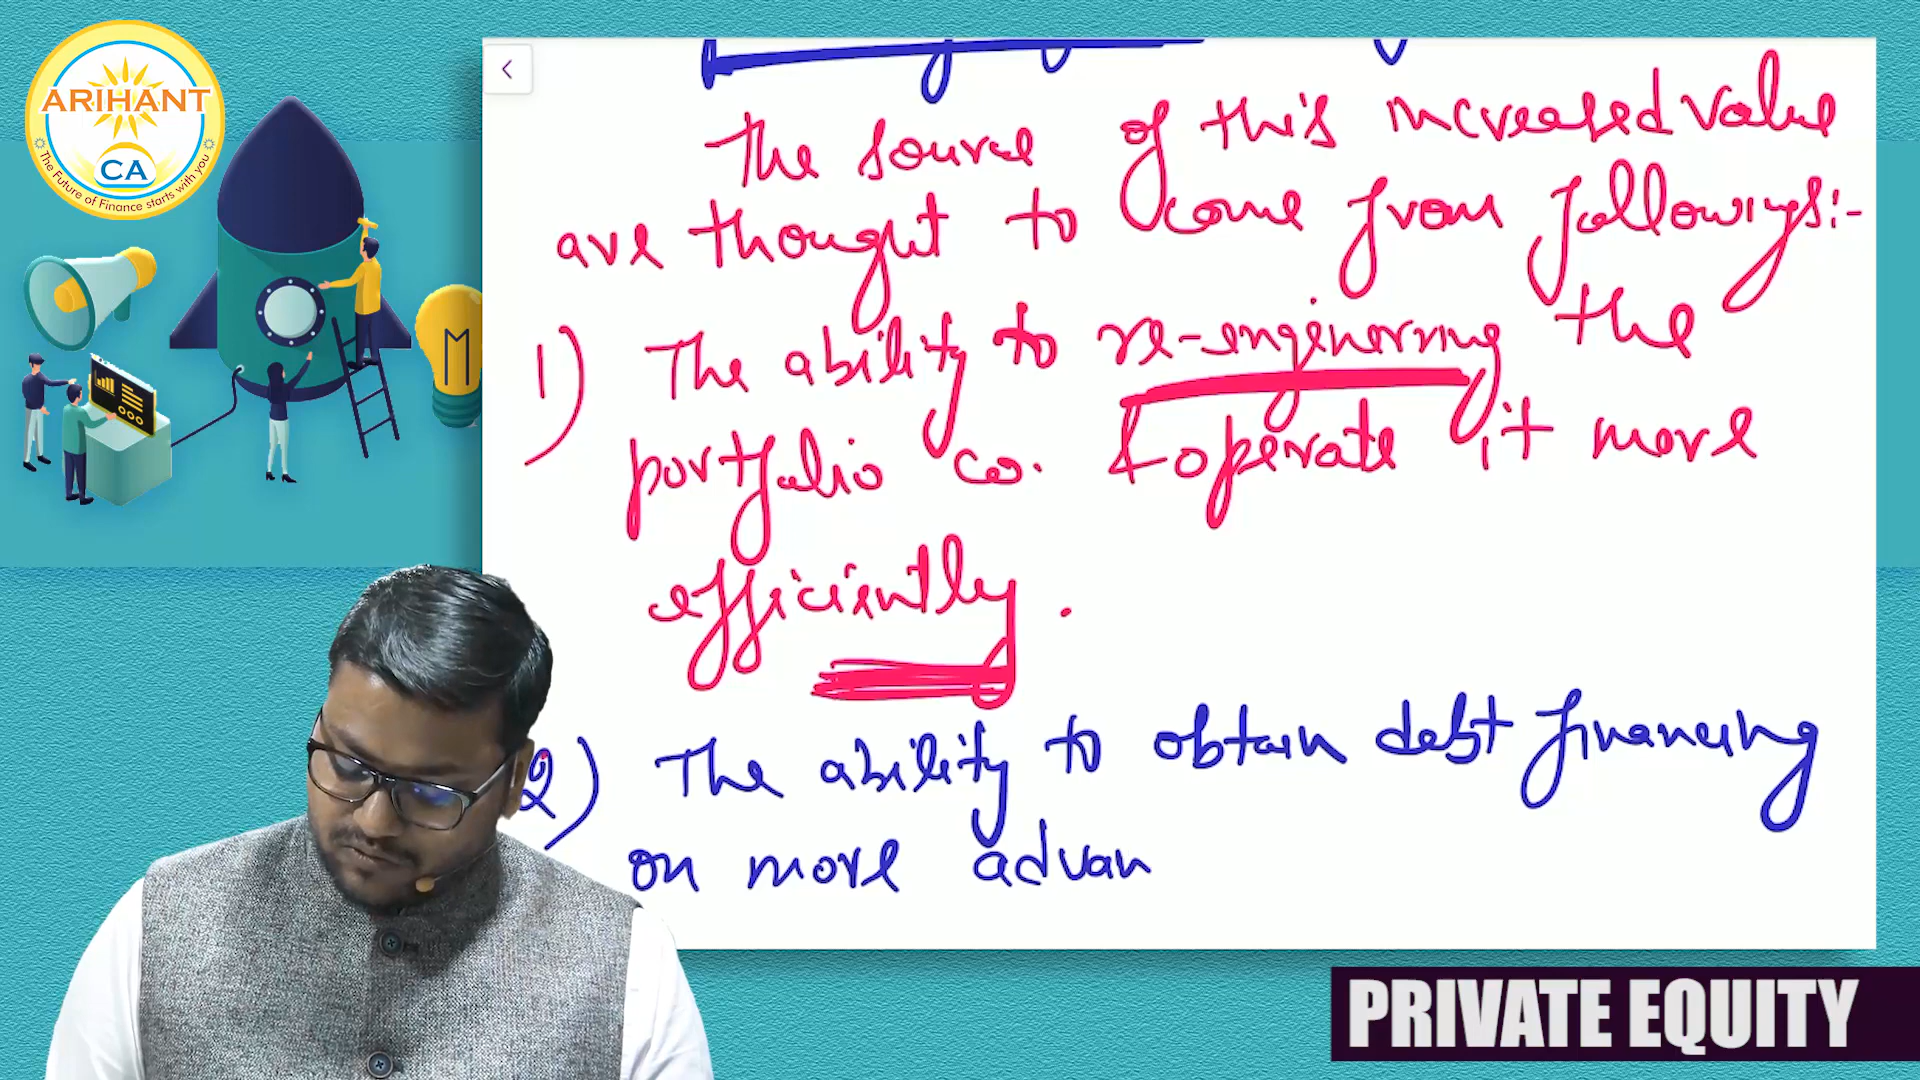 ARIHANT
CA
The Future of Finance starts with you
The source of this increased value
are thought to come from followings:-
1) The ability to re-enginerring the
portfolio co. & operate it more
efficiently.
2) The ability to obtain debt financing
on more advan
PRIVATE EQUITY